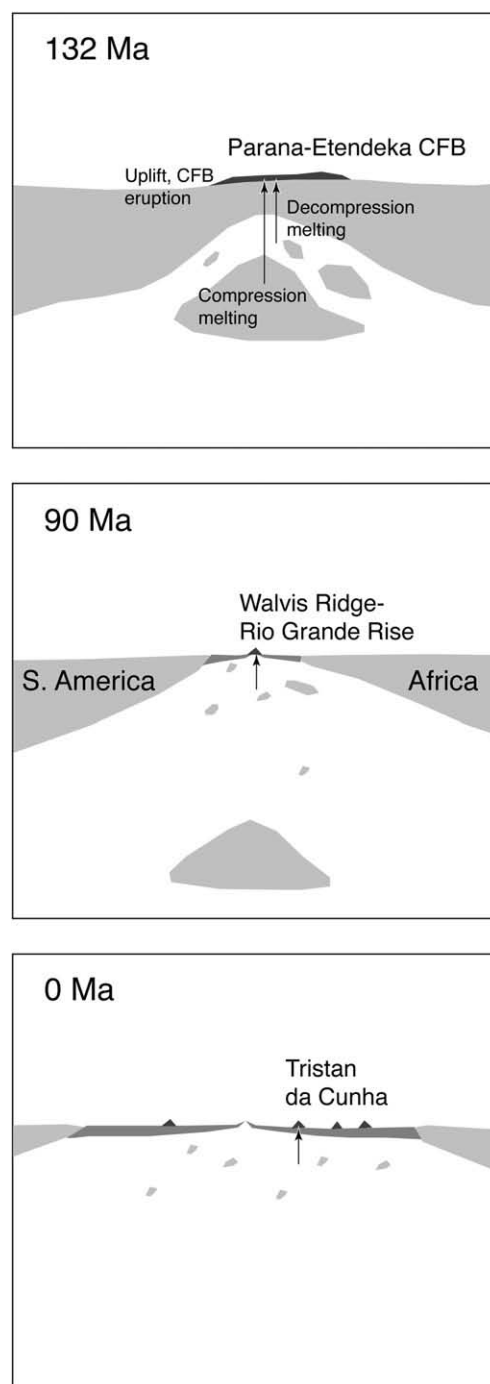 132 Ma
Parana-Etendeka CFB
Uplift, CFB
eruption
Decompression
melting
Compression
melting
90 Ma
Walvis Ridge-
Rio Grande Rise
S. America
Africa
0 Ma
Tristan
da Cunha